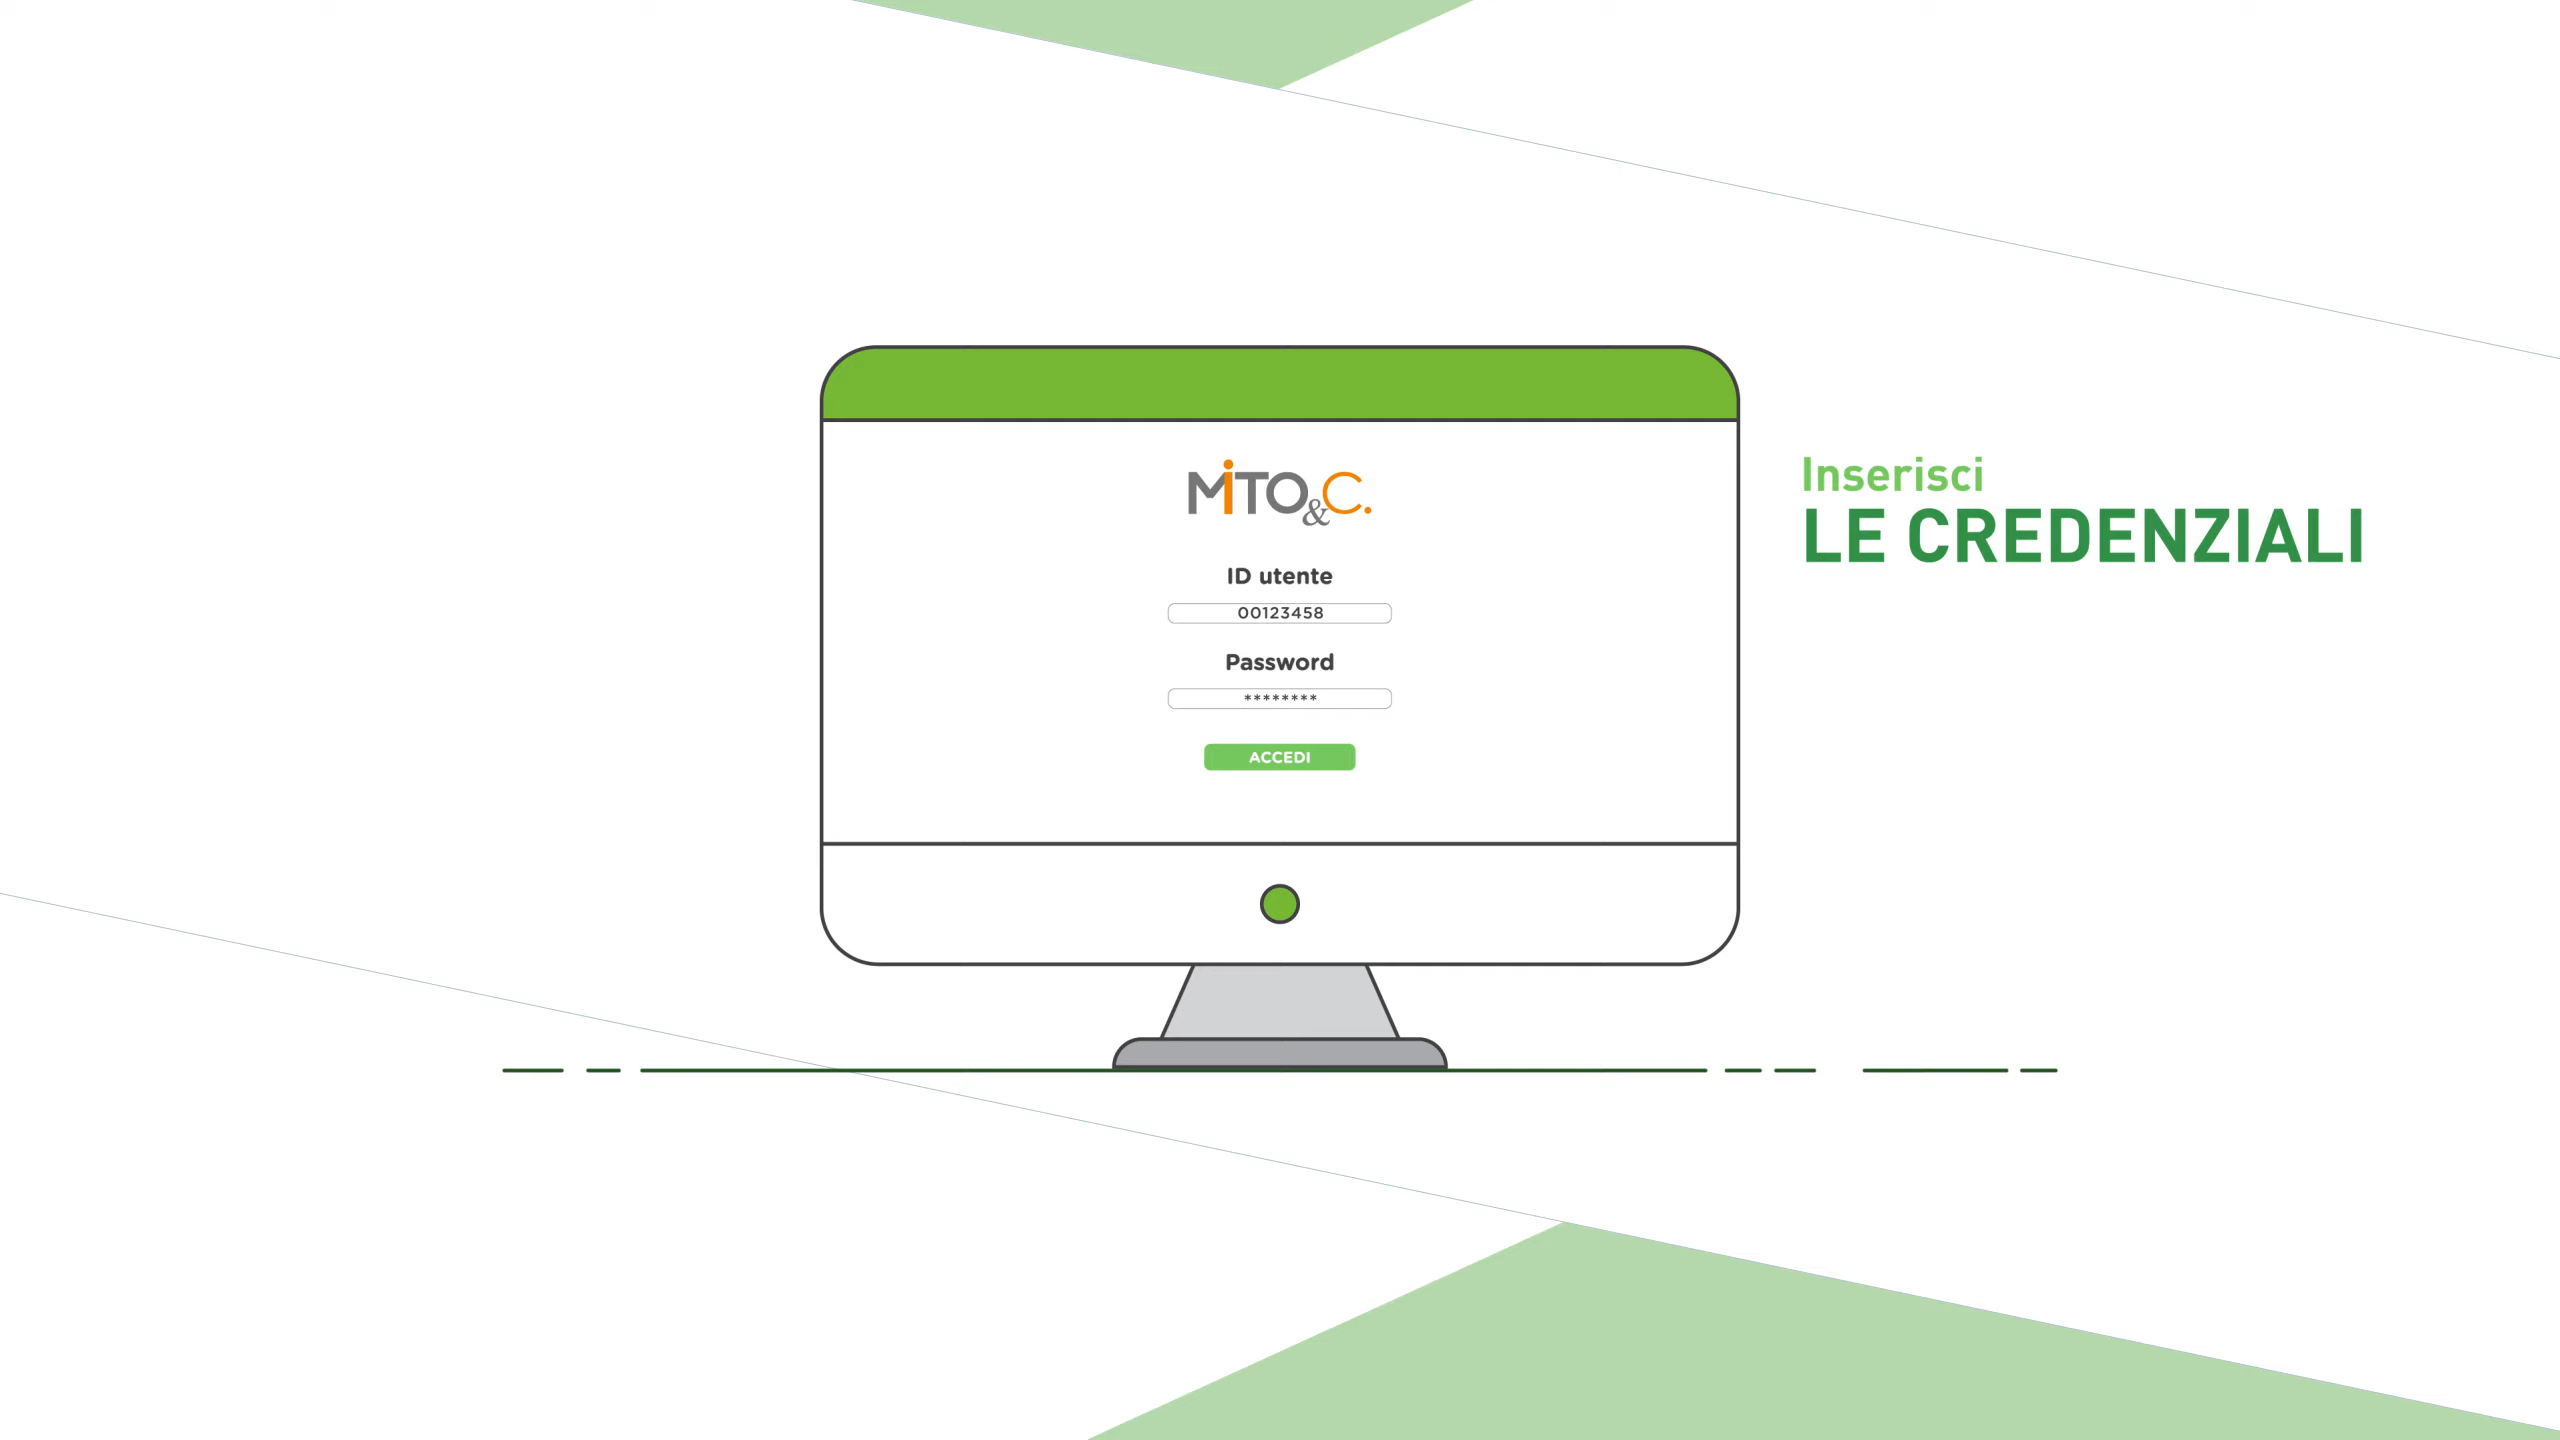 MiTO&C.
ID utente
00123458
Password
********
ACCEDI
Inserisci
LE CREDENZIALI